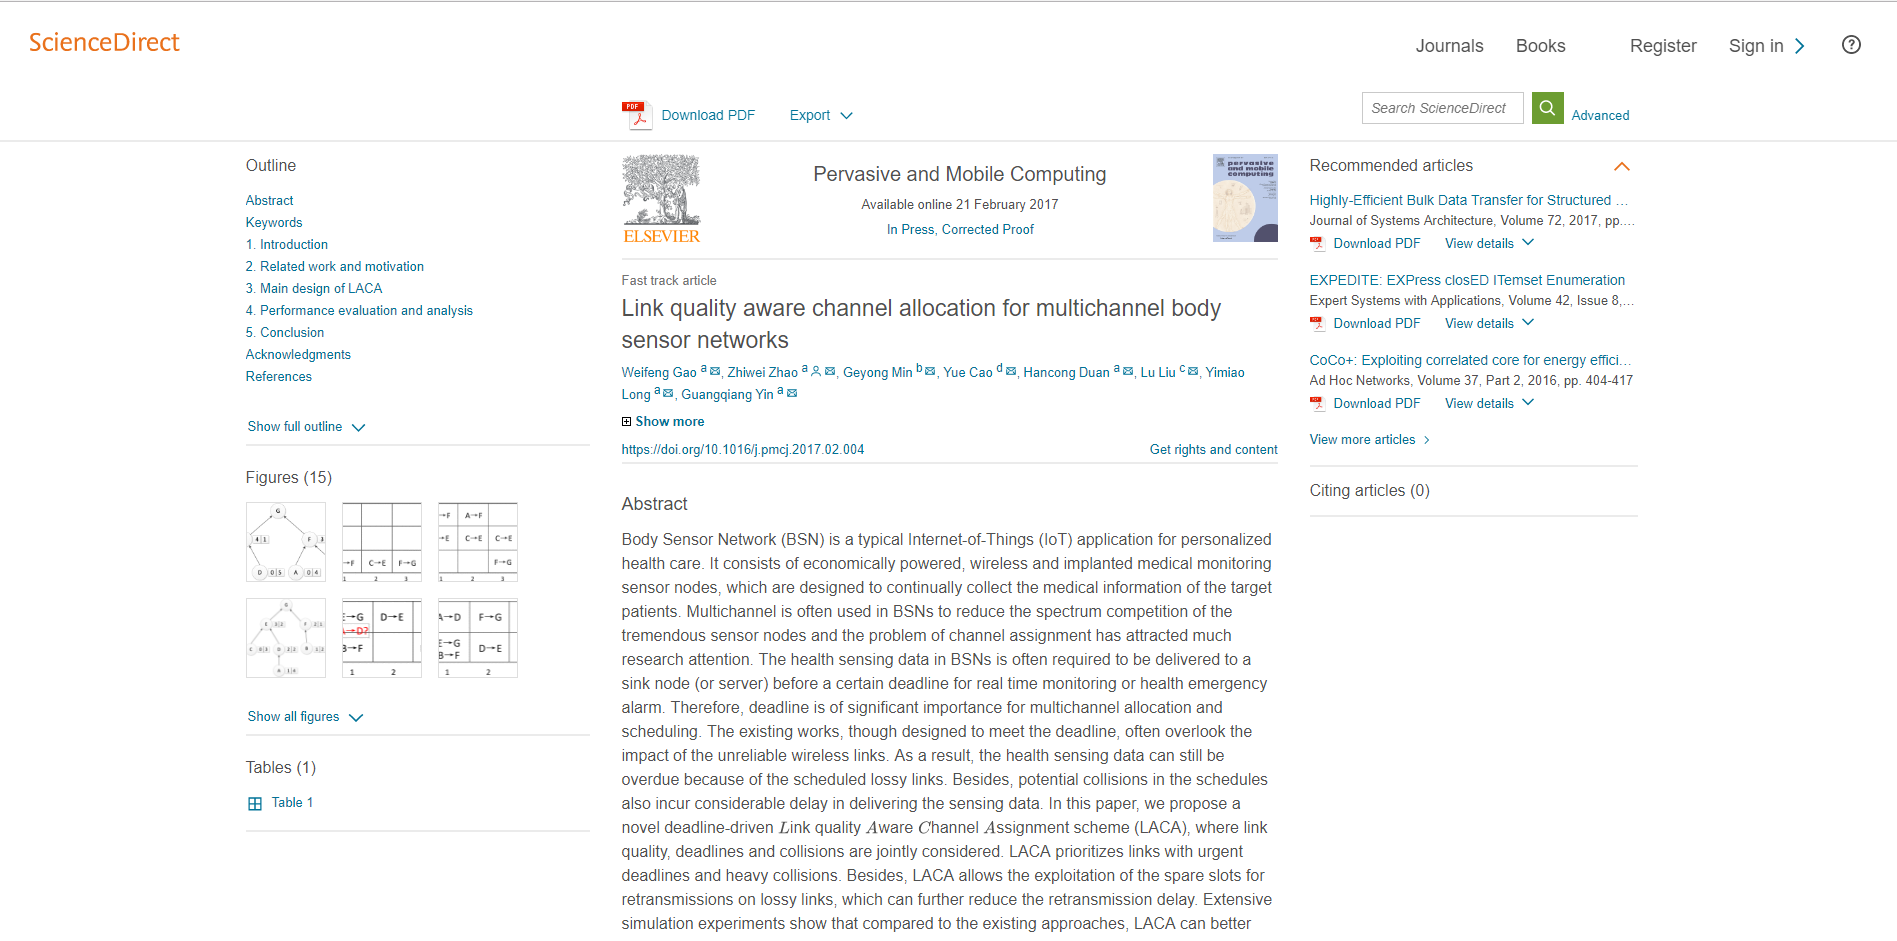 ScienceDirect
Journals
Books
Register
Sign in
Download PDF
Export
Search ScienceDirect
Advanced
Outline
Abstract
Keywords
1. Introduction
2. Related work and motivation
3. Main design of LACA
4. Performance evaluation and analysis
5. Conclusion
Acknowledgments
References
Show full outline
Figures (15)
Show all figures
Tables (1)
Table 1
ELSEVIER
Pervasive and Mobile Computing
Available online 21 February 2017
In Press, Corrected Proof
pervasive
and mobile
computing
Fast track article
Link quality aware channel allocation for multichannel body
sensor networks
Weifeng Gao a, Zhiwei Zhao a, Geyong Min b, Yue Cao d, Hancong Duan a, Lu Liu c, Yimiao
Long a, Guangqiang Yin a
Show more
https://doi.org/10.1016/j.pmcj.2017.02.004
Get rights and content
Abstract
Body Sensor Network (BSN) is a typical Internet-of-Things (IoT) application for personalized
health care. It consists of economically powered, wireless and implanted medical monitoring
sensor nodes, which are designed to continually collect the medical information of the target
patients. Multichannel is often used in BSNs to reduce the spectrum competition of the
tremendous sensor nodes and the problem of channel assignment has attracted much
research attention. The health sensing data in BSNs is often required to be delivered to a
sink node (or server) before a certain deadline for real time monitoring or health emergency
alarm. Therefore, deadline is of significant importance for multichannel allocation and
scheduling. The existing works, though designed to meet the deadline, often overlook the
impact of the unreliable wireless links. As a result, the health sensing data can still be
overdue because of the scheduled lossy links. Besides, potential collisions in the schedules
also incur considerable delay in delivering the sensing data. In this paper, we propose a
novel deadline-driven Link quality Aware Channel Assignment scheme (LACA), where link
quality, deadlines and collisions are jointly considered. LACA prioritizes links with urgent
deadlines and heavy collisions. Besides, LACA allows the exploitation of the spare slots for
retransmissions on lossy links, which can further reduce the retransmission delay. Extensive
simulation experiments show that compared to the existing approaches, LACA can better
Recommended articles
Highly-Efficient Bulk Data Transfer for Structured ...
Journal of Systems Architecture, Volume 72, 2017, pp....
Download PDF
View details
EXPEDITE: EXPress closED ITemset Enumeration
Expert Systems with Applications, Volume 42, Issue 8,...
Download PDF
View details
CoCo+: Exploiting correlated core for energy effici...
Ad Hoc Networks, Volume 37, Part 2, 2016, pp. 404-417
Download PDF
View details
View more articles
Citing articles (0)